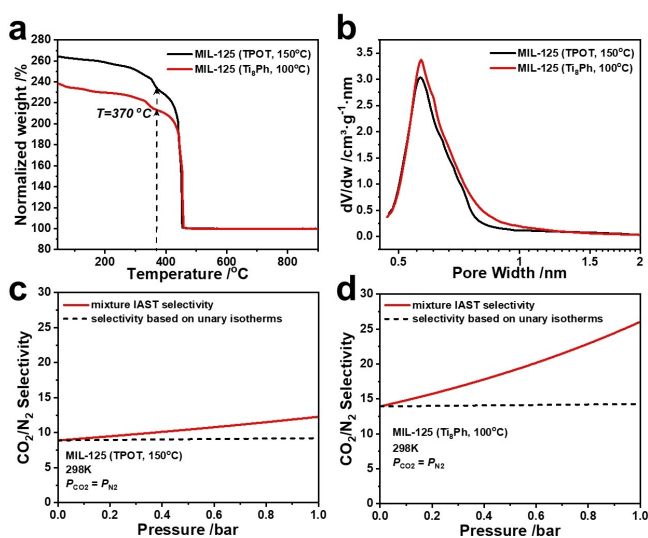 a
MIL-125 (TPOT, 150°C)
MIL-125 (Ti₈Ph, 100°C)
T=370 °C
Normalized weight /%
280
260
240
220
200
180
160
140
120
100
80
200 400 600 800
Temperature /°C
b
MIL-125 (TPOT, 150°C)
MIL-125 (Ti₈Ph, 100°C)
dV/dw /cm³·g⁻¹·nm
3.5
3.0
2.5
2.0
1.5
1.0
0.5
0.0
0.5 1 1.5 2
Pore Width /nm
c
mixture IAST selectivity
selectivity based on unary isotherms
CO₂/N₂ Selectivity
30
25
20
15
10
5
0
MIL-125 (TPOT, 150°C)
298K
P_CO2 = P_N2
0.0 0.2 0.4 0.6 0.8 1.0
Pressure /bar
d
mixture IAST selectivity
selectivity based on unary isotherms
CO₂/N₂ Selectivity
30
25
20
15
10
5
0
MIL-125 (Ti₈Ph, 100°C)
298K
P_CO2 = P_N2
0.0 0.2 0.4 0.6 0.8 1.0
Pressure /bar